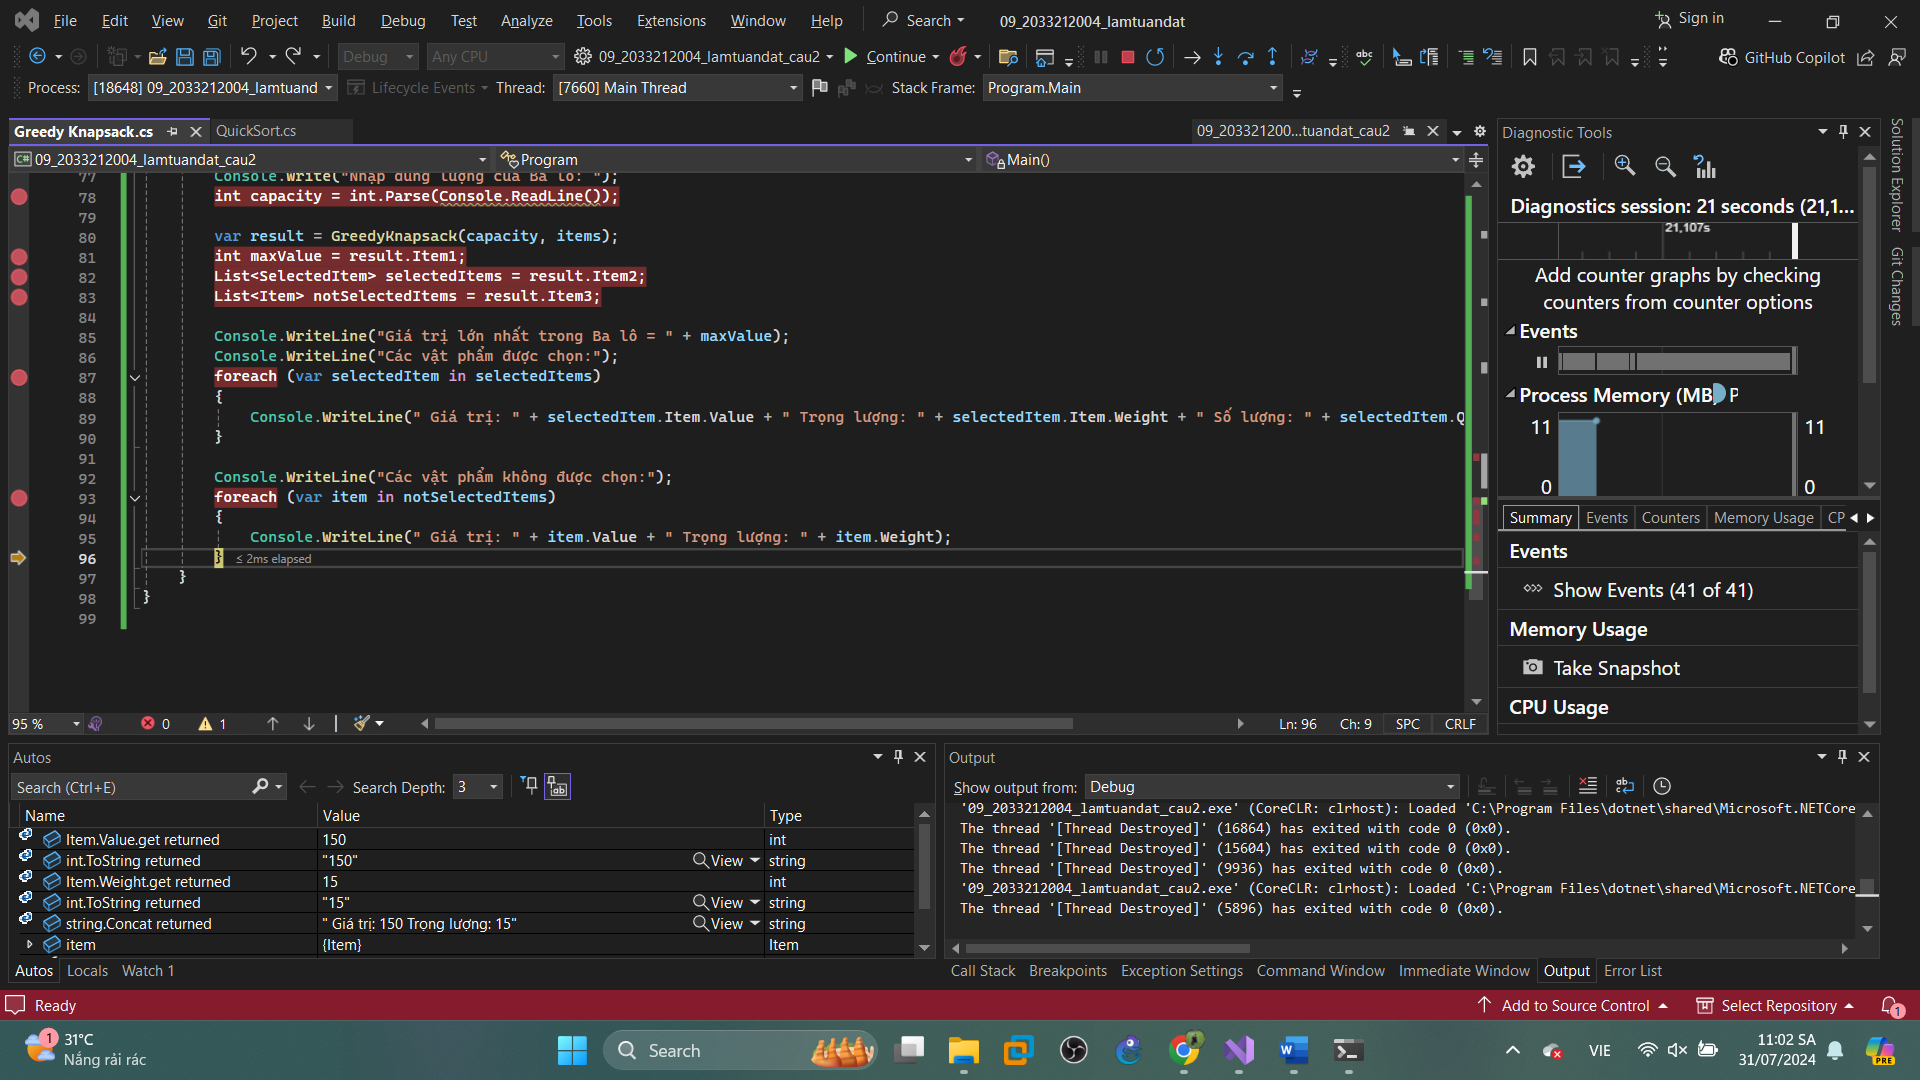 File Edit View Git Project Build Debug Test Analyze Tools Extensions Window Help Search 09_2033212004_lamtuandat Sign in
Debug Any CPU 09_2033212004_lamtuandat_cau2 Continue GitHub Copilot
Process: [18648] 09_2033212004_lamtuand Lifecycle Events Thread: [7660] Main Thread Stack Frame: Program.Main
Greedy Knapsack.cs QuickSort.cs 09_203321200...tuandat_cau2
09_2033212004_lamtuandat_cau2 Program Main()
77 Console.Write("Nhập dung lượng của Ba lô: ");
78 int capacity = int.Parse(Console.ReadLine());
79
80 var result = GreedyKnapsack(capacity, items);
81 int maxValue = result.Item1;
82 List<SelectedItem> selectedItems = result.Item2;
83 List<Item> notSelectedItems = result.Item3;
84
85 Console.WriteLine("Giá trị lớn nhất trong Ba lô = " + maxValue);
86 Console.WriteLine("Các vật phẩm được chọn:");
87 foreach (var selectedItem in selectedItems)
88 {
89 Console.WriteLine(" Giá trị: " + selectedItem.Item.Value + " Trọng lượng: " + selectedItem.Item.Weight + " Số lượng: " + selectedItem.Q
90 }
91
92 Console.WriteLine("Các vật phẩm không được chọn:");
93 foreach (var item in notSelectedItems)
94 {
95 Console.WriteLine(" Giá trị: " + item.Value + " Trọng lượng: " + item.Weight);
96 } ≤ 2ms elapsed
97 }
98 }
99
95 % 0 1 Ln: 96 Ch: 9 SPC CRLF
Diagnostic Tools
Diagnostics session: 21 seconds (21,1...
21,107s
Add counter graphs by checking
counters from counter options
Events
Process Memory (MB) P
11 11
0 0
Summary Events Counters Memory Usage CP
Events
Show Events (41 of 41)
Memory Usage
Take Snapshot
CPU Usage
Solution Explorer
Git Changes
Autos
Search (Ctrl+E) Search Depth: 3
Name Value Type
Item.Value.get returned 150 int
int.ToString returned "150" View string
Item.Weight.get returned 15 int
int.ToString returned "15" View string
string.Concat returned " Giá trị: 150 Trọng lượng: 15" View string
item {Item} Item
Autos Locals Watch 1
Output
Show output from: Debug
'09_2033212004_lamtuandat_cau2.exe' (CoreCLR: clrhost): Loaded 'C:\Program Files\dotnet\shared\Microsoft.NETCore
The thread '[Thread Destroyed]' (16864) has exited with code 0 (0x0).
The thread '[Thread Destroyed]' (15604) has exited with code 0 (0x0).
The thread '[Thread Destroyed]' (9936) has exited with code 0 (0x0).
'09_2033212004_lamtuandat_cau2.exe' (CoreCLR: clrhost): Loaded 'C:\Program Files\dotnet\shared\Microsoft.NETCore
The thread '[Thread Destroyed]' (5896) has exited with code 0 (0x0).
Call Stack Breakpoints Exception Settings Command Window Immediate Window Output Error List
Ready Add to Source Control Select Repository 1
1 31°C
Nắng rải rác
Search
VIE
11:02 SA
31/07/2024
PRE